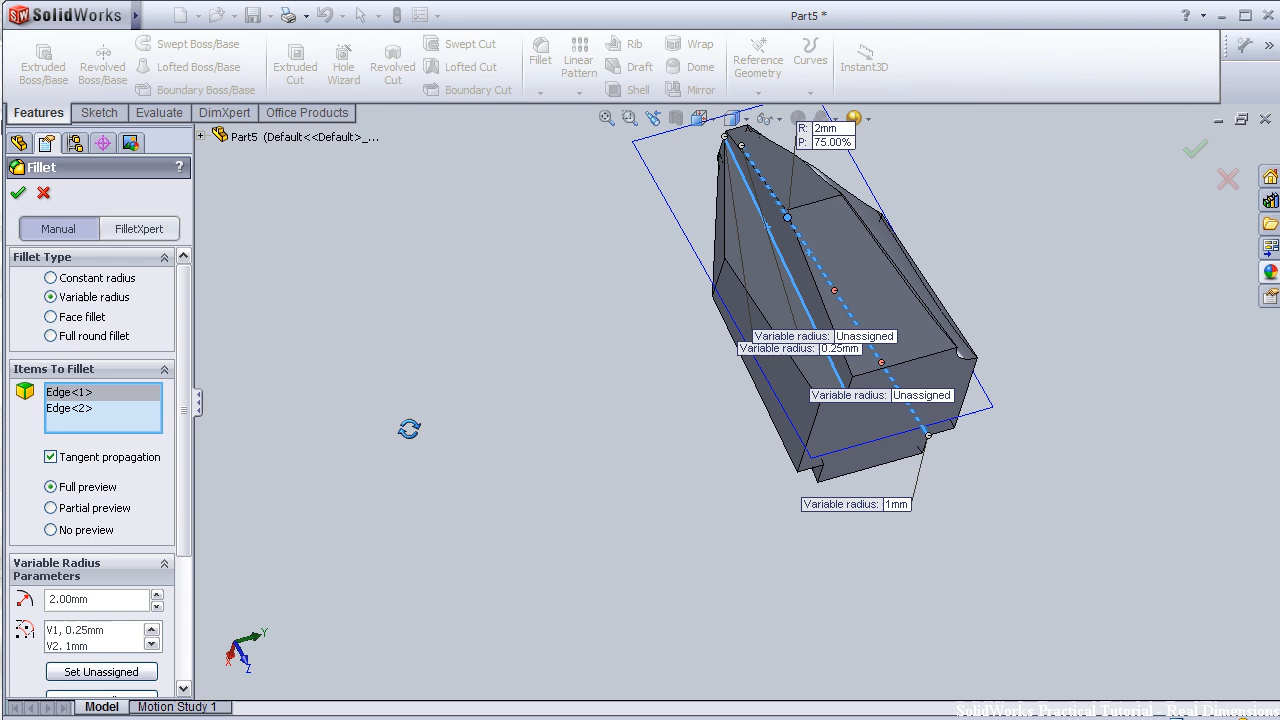 SolidWorks
Part5 *
Extruded Boss/Base
Revolved Boss/Base
Swept Boss/Base
Lofted Boss/Base
Boundary Boss/Base
Extruded Cut
Hole Wizard
Revolved Cut
Swept Cut
Lofted Cut
Boundary Cut
Fillet
Linear Pattern
Rib
Draft
Shell
Wrap
Dome
Mirror
Reference Geometry
Curves
Instant3D
Features
Sketch
Evaluate
DimXpert
Office Products
Part5 (Default<<Default>_...
Fillet
?
Manual
FilletXpert
Fillet Type
Constant radius
Variable radius
Face fillet
Full round fillet
Items To Fillet
Edge<1>
Edge<2>
Tangent propagation
Full preview
Partial preview
No preview
Variable Radius Parameters
2.00mm
V1, 0.25mm
V2, 1mm
Set Unassigned
R: 2mm
P: 75.00%
Variable radius: Unassigned
Variable radius: 0.25mm
Variable radius: Unassigned
Variable radius: 1mm
Y
X
Z
Model
Motion Study 1
SolidWorks Practical Tutorial - Real Dimensions